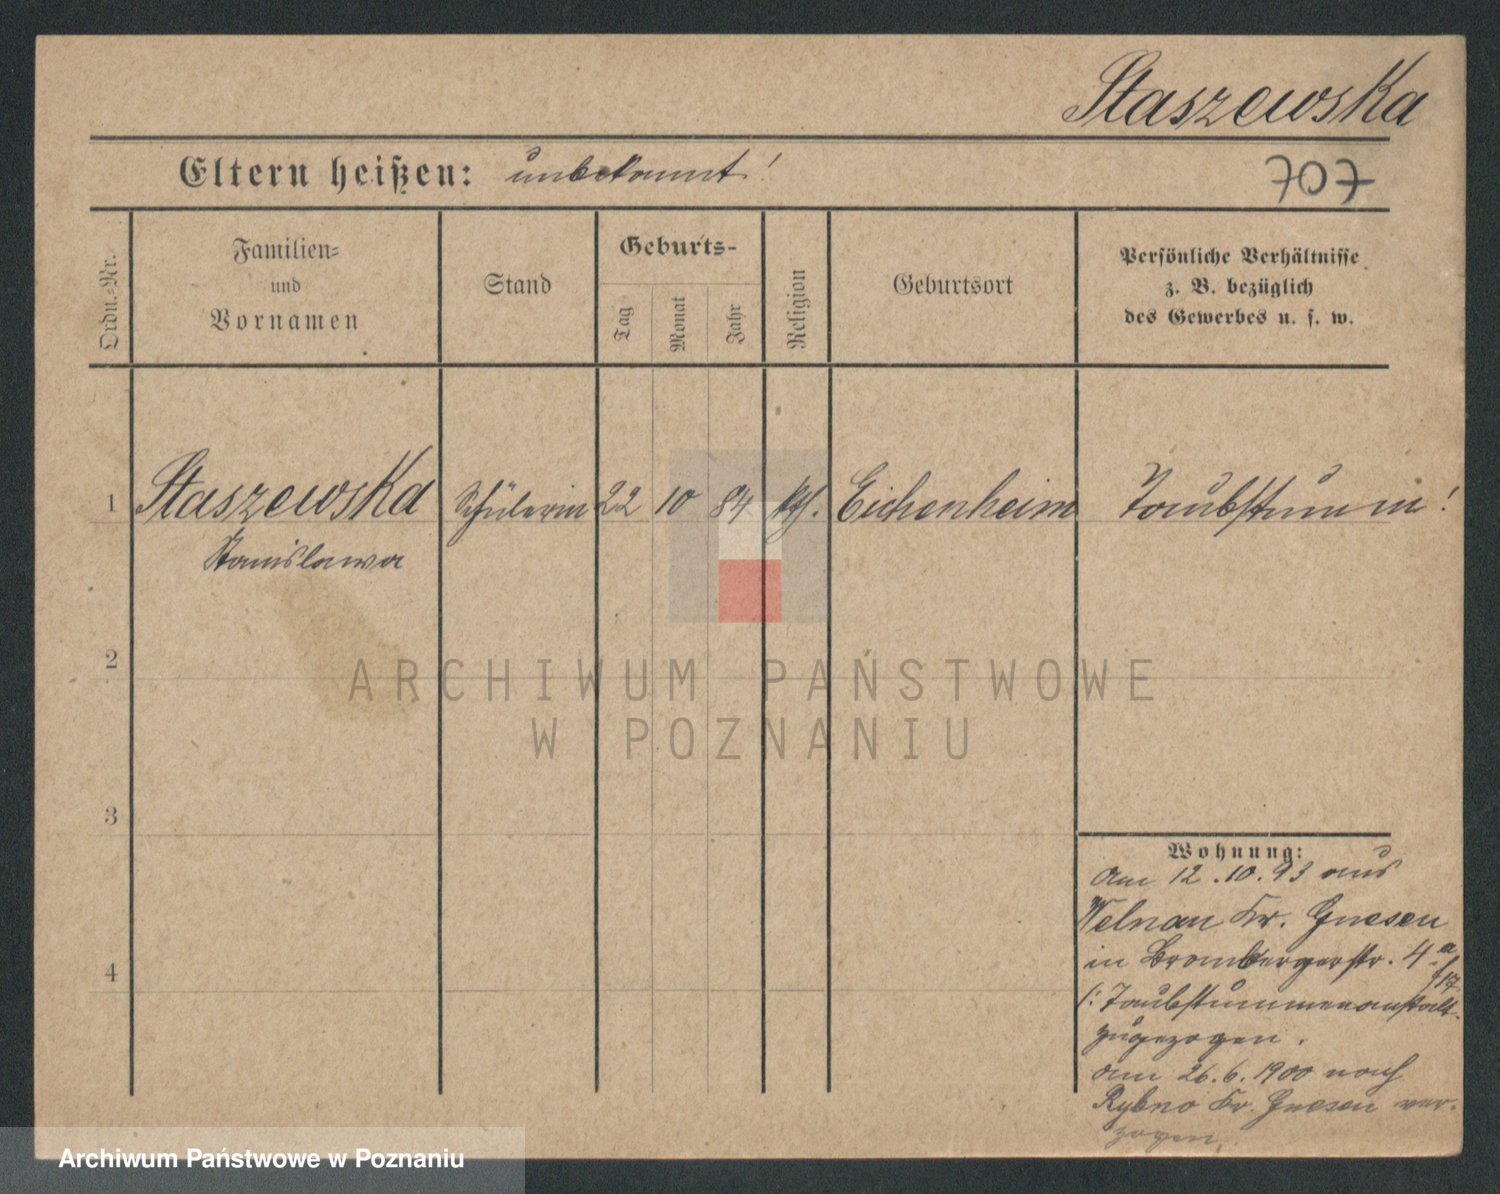 Staszewska
Eltern heißen: unbekannt!
707
Ordn.-Nr.
Familien-
und
Vornamen
Stand
Geburts-
Tag
Monat
Jahr
Religion
Geburtsort
Persönliche Verhältnisse
z. B. bezüglich
des Gewerbes u. s. w.
1 Staszewska Schülerin 22 10 84 kth. Eichenheim Taubstumm!
Stanislawa
2
3
4
Wohnung:
Am 12.10.93 aus
Welnau Kr. Gnesen
in Brombergerstr. 4a/17
/: Taubstummenanstalt
zugezogen.
Am 26.6.1900 nach
Rybno Kr. Gnesen ver-
zogen.
ARCHIWUM PAŃSTWOWE
W POZNANIU
Archiwum Państwowe w Poznaniu